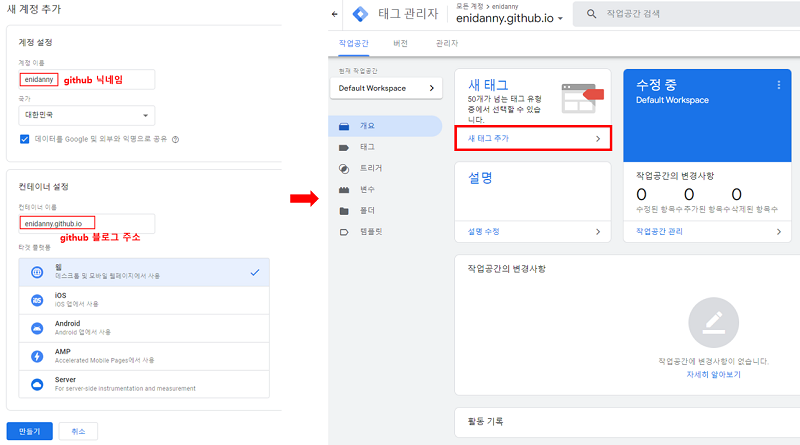 새 계정 추가
계정 설정
계정 이름
enidanny
github 닉네임
국가
대한민국
데이터를 Google 및 외부와 익명으로 공유
컨테이너 설정
컨테이너 이름
enidanny.github.io
github 블로그 주소
타겟 플랫폼
웹
데스크톱 및 모바일 웹페이지에서 사용
iOS
iOS 앱에서 사용
Android
Android 앱에서 사용
AMP
Accelerated Mobile Pages에서 사용
Server
For server-side instrumentation and measurement
만들기
취소
태그 관리자
모든 계정 > enidanny
enidanny.github.io
작업공간 검색
작업공간
버전
관리자
현재 작업공간
Default Workspace
개요
태그
트리거
변수
폴더
템플릿
새 태그
50개가 넘는 태그 유형
중에서 선택할 수 있습
니다.
새 태그 추가
설명
설명 수정
수정 중
Default Workspace
작업공간의 변경사항
0 0 0
수정된 항목수 추가된 항목수 삭제된 항목수
작업공간 관리
작업공간의 변경사항
작업공간에 변경사항이 없습니다.
자세히 알아보기
활동 기록